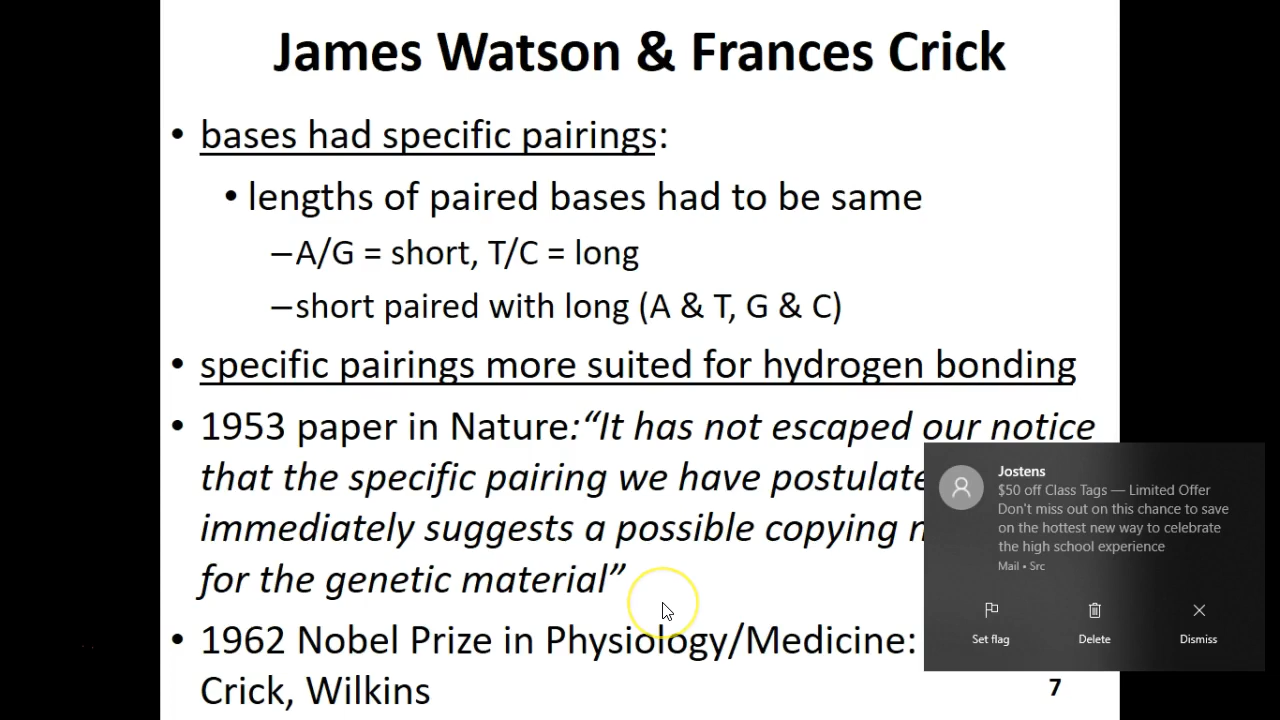 James Watson & Frances Crick
• bases had specific pairings:
• lengths of paired bases had to be same
–A/G = short, T/C = long
–short paired with long (A & T, G & C)
• specific pairings more suited for hydrogen bonding
• 1953 paper in Nature:“It has not escaped our notice
that the specific pairing we have
immediately suggests a possible copying
for the genetic material”
• 1962 Nobel Prize in Physiology/Medicine:
Crick, Wilkins
7
Jostens
$50 off Class Tags — Limited Offer
Don't miss out on this chance to save
on the hottest new way to celebrate
the high school experience
Mail • Src
Set flag
Delete
Dismiss